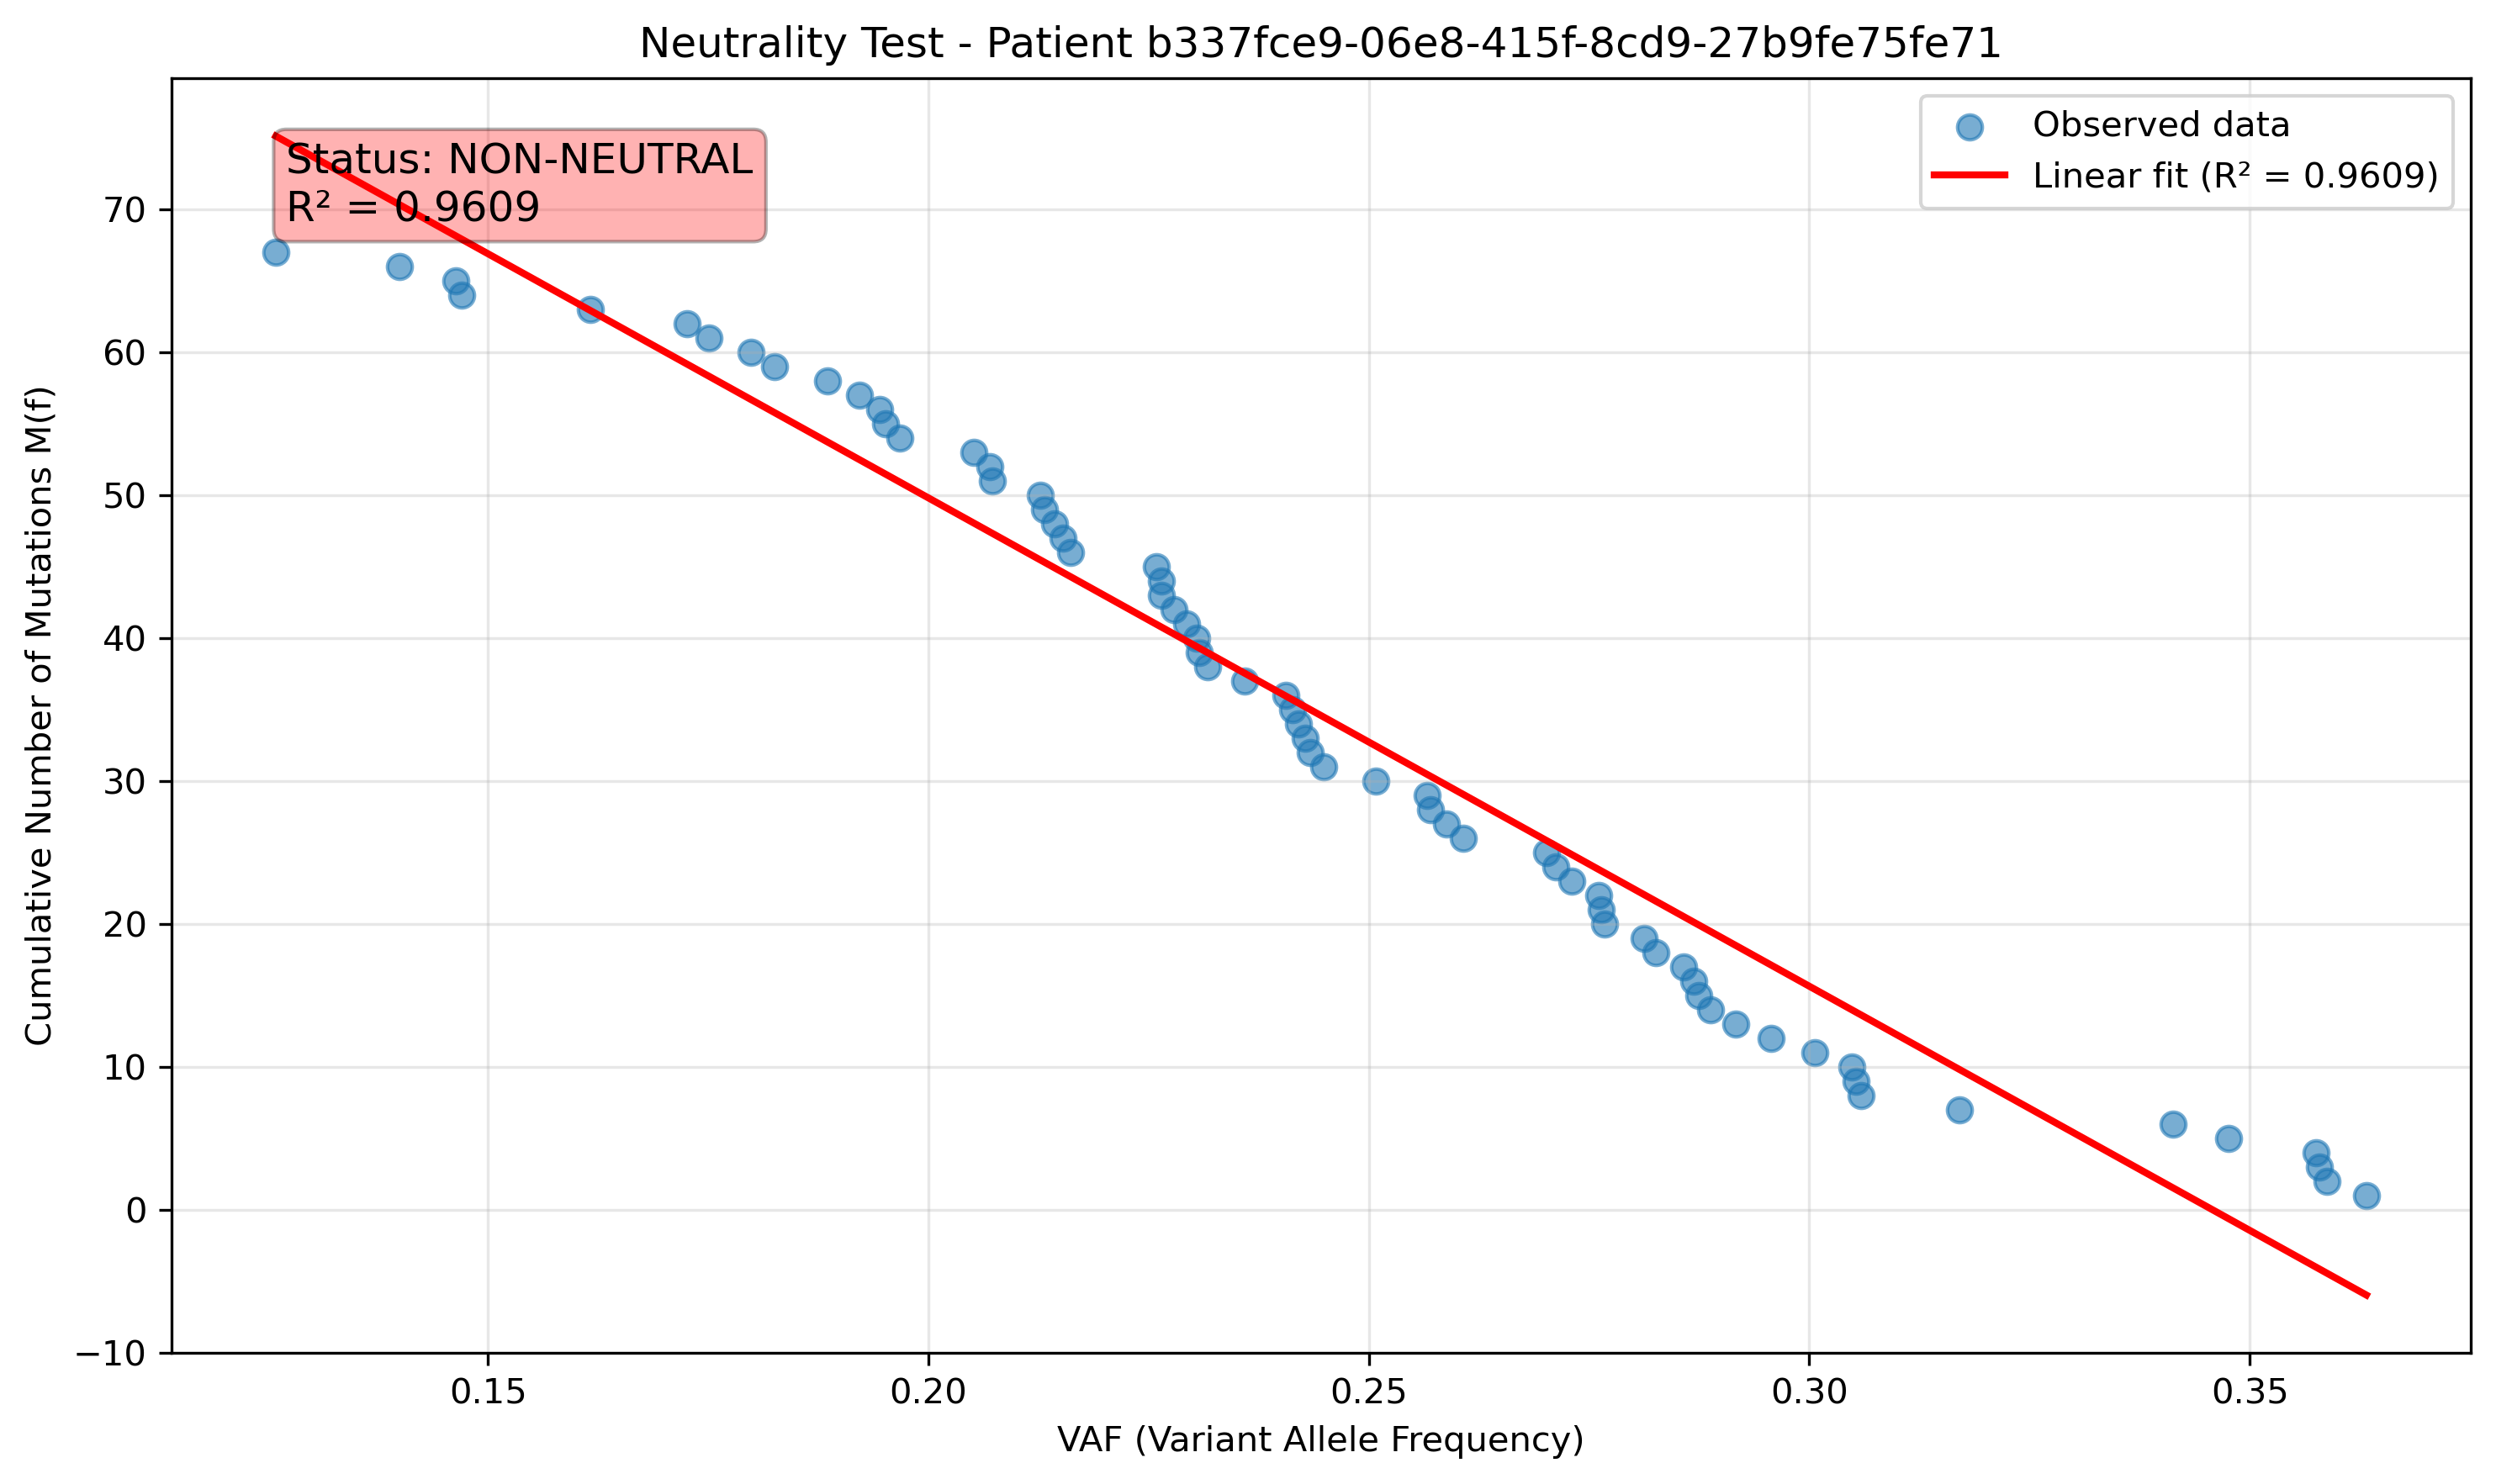 Neutrality Test - Patient b337fce9-06e8-415f-8cd9-27b9fe75fe71
Status: NON-NEUTRAL
R² = 0.9609
Observed data
Linear fit (R² = 0.9609)
Cumulative Number of Mutations M(f)
70
60
50
40
30
20
10
0
−10
0.15
0.20
0.25
0.30
0.35
VAF (Variant Allele Frequency)